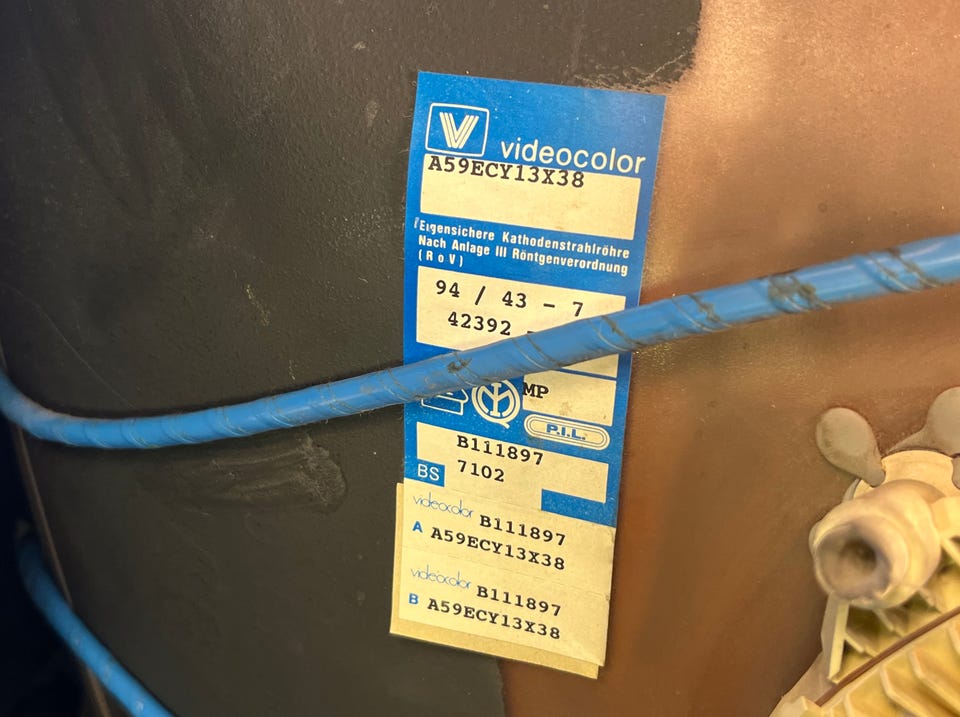 videocolor
A59ECY13X38
Eigensichere Kathodenstrahlröhre
Nach Anlage III Röntgenverordnung
(RöV)
94 / 43 - 7
42392 -
MP
P.I.L.
B111897
7102
BS
videocolor B111897
A A59ECY13X38
videocolor B111897
B A59ECY13X38